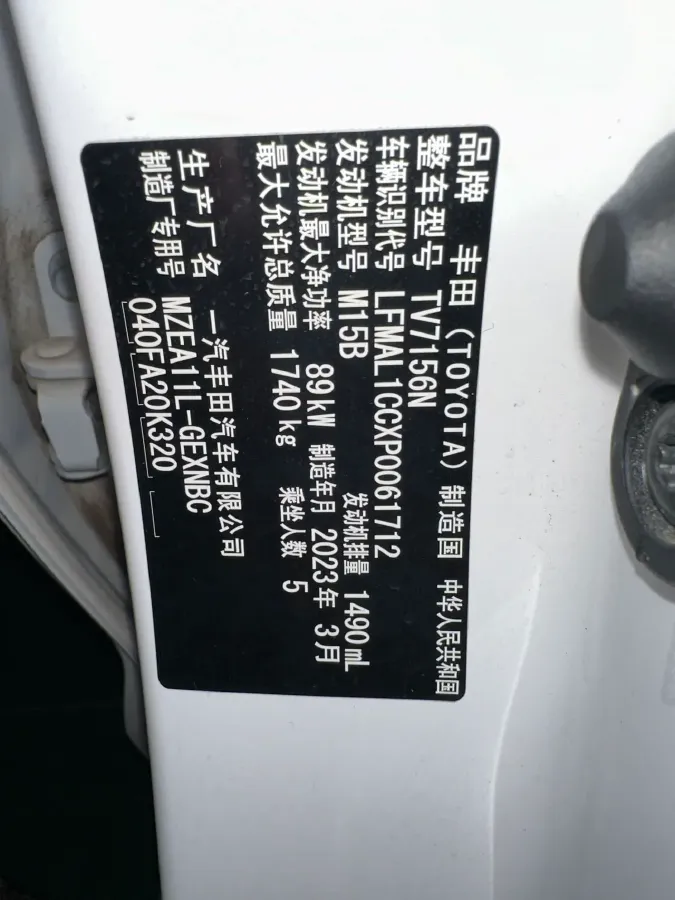 品牌 丰田（TOYOTA） 制造国 中华人民共和国
整车型号 TV7156N
车辆识别代号 LFMAL1CCXP0061712
发动机型号 M15B 发动机排量 1490mL
发动机最大净功率 89kW 制造年月 2023年 3月
最大允许总质量 1740kg 乘坐人数 5
生产厂名 一汽丰田汽车有限公司
制造厂专用号 MZEA11L-GEXNBC
040FA20K320